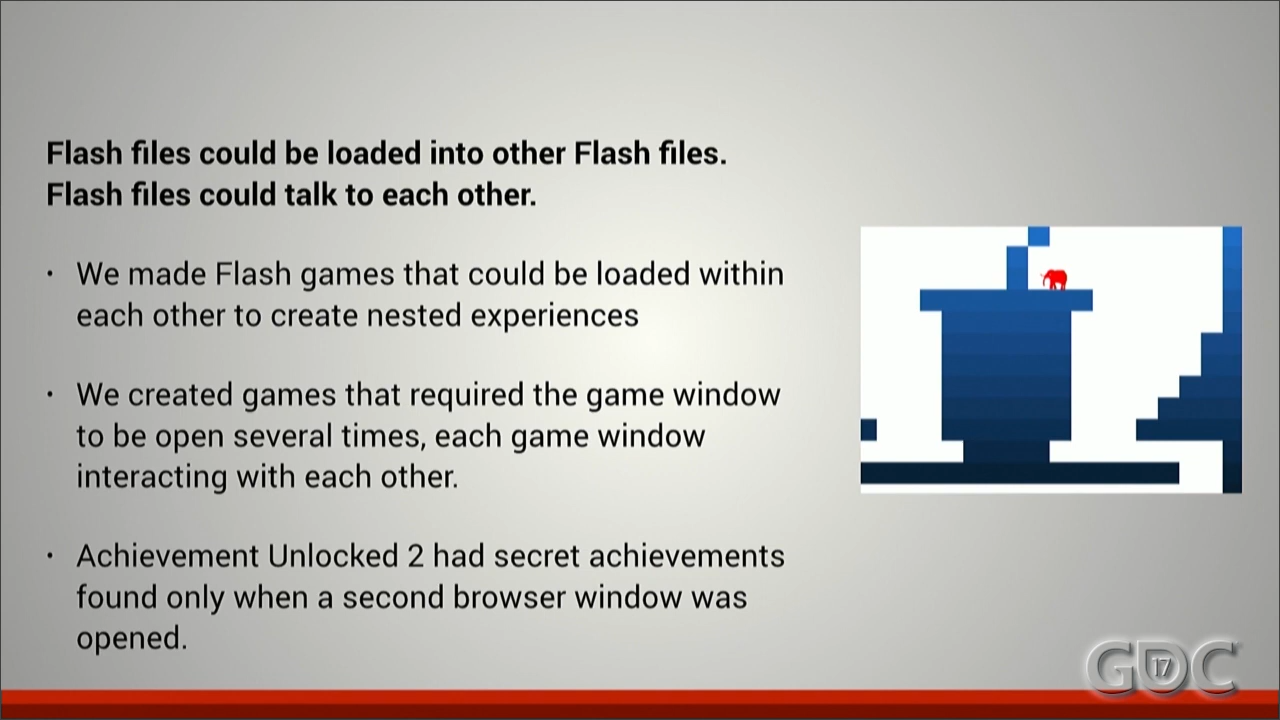 Flash files could be loaded into other Flash files.
Flash files could talk to each other.
• We made Flash games that could be loaded within
each other to create nested experiences
• We created games that required the game window
to be open several times, each game window
interacting with each other.
• Achievement Unlocked 2 had secret achievements
found only when a second browser window was
opened.
GDC 17